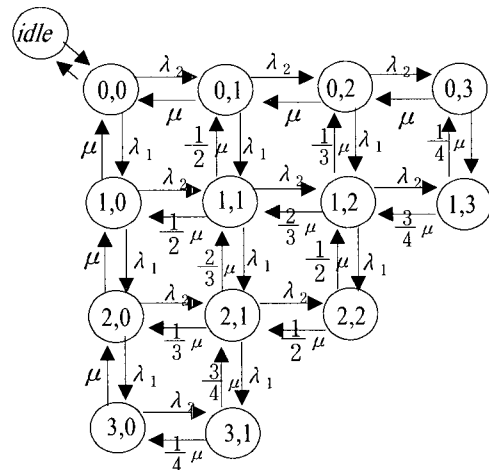 idle
λ₂ λ₂ λ₂
0,0 0,1 0,2 0,3
μ μ μ
μ λ₁ 1/2 μ λ₁ 1/3 μ λ₁ 1/4 μ
λ₂ λ₂ λ₂
1,0 1,1 1,2 1,3
1/2 μ 2/3 μ 3/4 μ
μ λ₁ 2/3 μ λ₁ 1/2 μ λ₁
λ₂ λ₂
2,0 2,1 2,2
1/3 μ 1/2 μ
μ λ₁ 3/4 μ λ₁
λ₂
3,0 3,1
1/4 μ